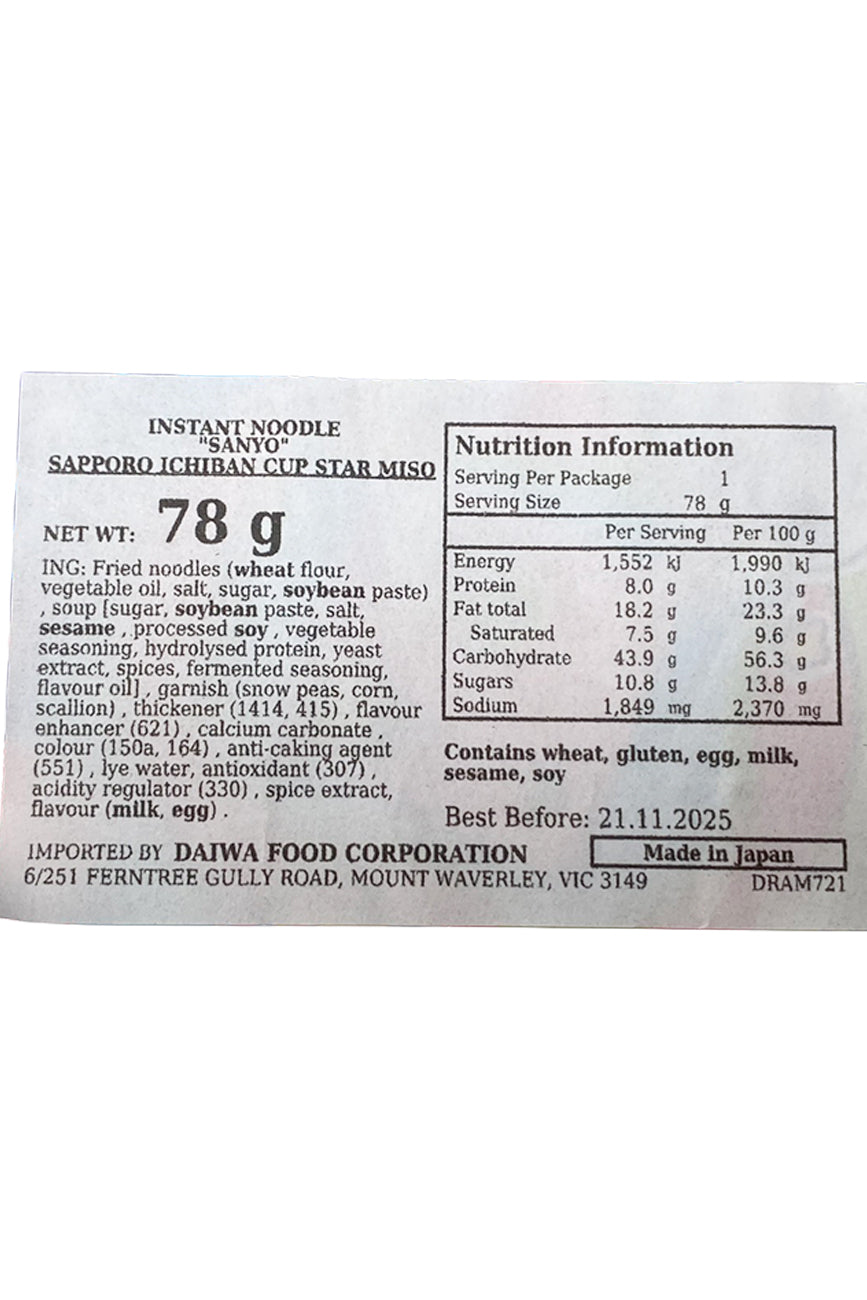 INSTANT NOODLE
"SANYO"
SAPPORO ICHIBAN CUP STAR MISO
NET WT: 78 g
ING: Fried noodles (wheat flour,
vegetable oil, salt, sugar, soybean paste)
, soup [sugar, soybean paste, salt,
sesame , processed soy , vegetable
seasoning, hydrolysed protein, yeast
extract, spices, fermented seasoning,
flavour oil] , garnish (snow peas, corn,
scallion) , thickener (1414, 415) , flavour
enhancer (621) , calcium carbonate ,
colour (150a, 164) , anti-caking agent
(551) , lye water, antioxidant (307) ,
acidity regulator (330) , spice extract,
flavour (milk, egg) .
Nutrition Information
Serving Per Package 1
Serving Size 78 g
Per Serving Per 100 g
Energy 1,552 kJ 1,990 kJ
Protein 8.0 g 10.3 g
Fat total 18.2 g 23.3 g
Saturated 7.5 g 9.6 g
Carbohydrate 43.9 g 56.3 g
Sugars 10.8 g 13.8 g
Sodium 1,849 mg 2,370 mg
Contains wheat, gluten, egg, milk,
sesame, soy
Best Before: 21.11.2025
IMPORTED BY DAIWA FOOD CORPORATION
Made in Japan
6/251 FERNTREE GULLY ROAD, MOUNT WAVERLEY, VIC 3149
DRAM721